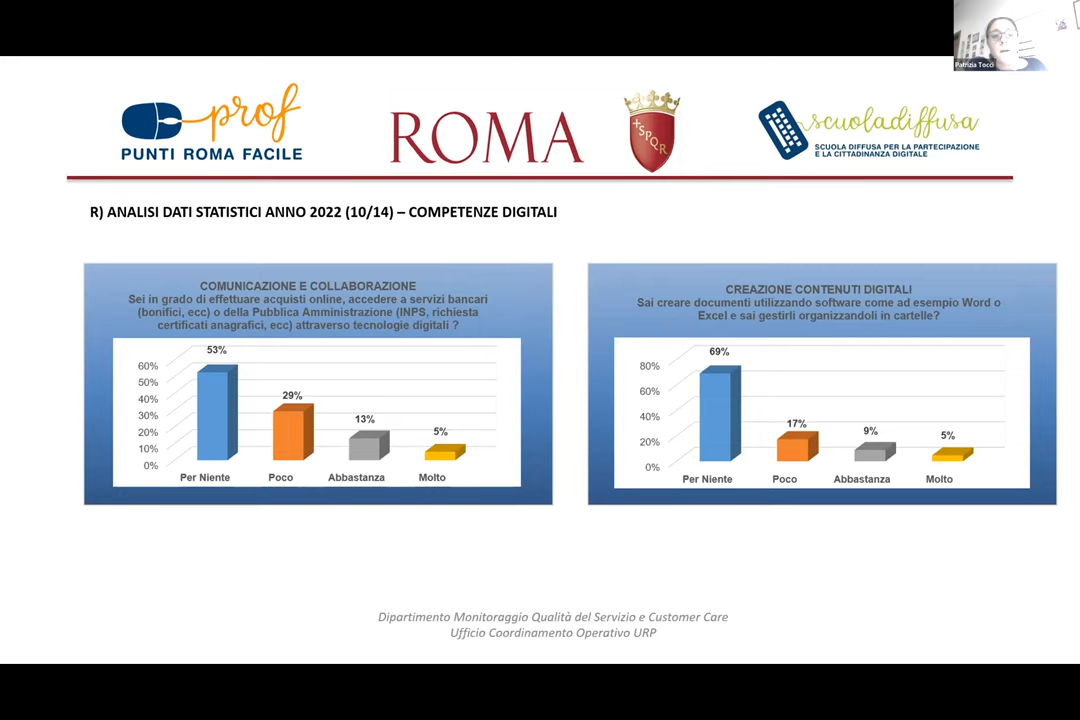 Patrizia Tocci
prof
PUNTI ROMA FACILE
ROMA
SPQR
scuoladiffusa
SCUOLA DIFFUSA PER LA PARTECIPAZIONE
E LA CITTADINANZA DIGITALE
R) ANALISI DATI STATISTICI ANNO 2022 (10/14) – COMPETENZE DIGITALI
COMUNICAZIONE E COLLABORAZIONE
Sei in grado di effettuare acquisti online, accedere a servizi bancari
(bonifici, ecc) o della Pubblica Amministrazione (INPS, richiesta
certificati anagrafici, ecc) attraverso tecnologie digitali ?
53%
60%
50%
29%
40%
30%
13%
20%
5%
10%
0%
Per Niente Poco Abbastanza Molto
CREAZIONE CONTENUTI DIGITALI
Sai creare documenti utilizzando software come ad esempio Word o
Excel e sai gestirli organizzandoli in cartelle?
69%
80%
60%
40%
17%
9%
5%
20%
0%
Per Niente Poco Abbastanza Molto
Dipartimento Monitoraggio Qualità del Servizio e Customer Care
Ufficio Coordinamento Operativo URP